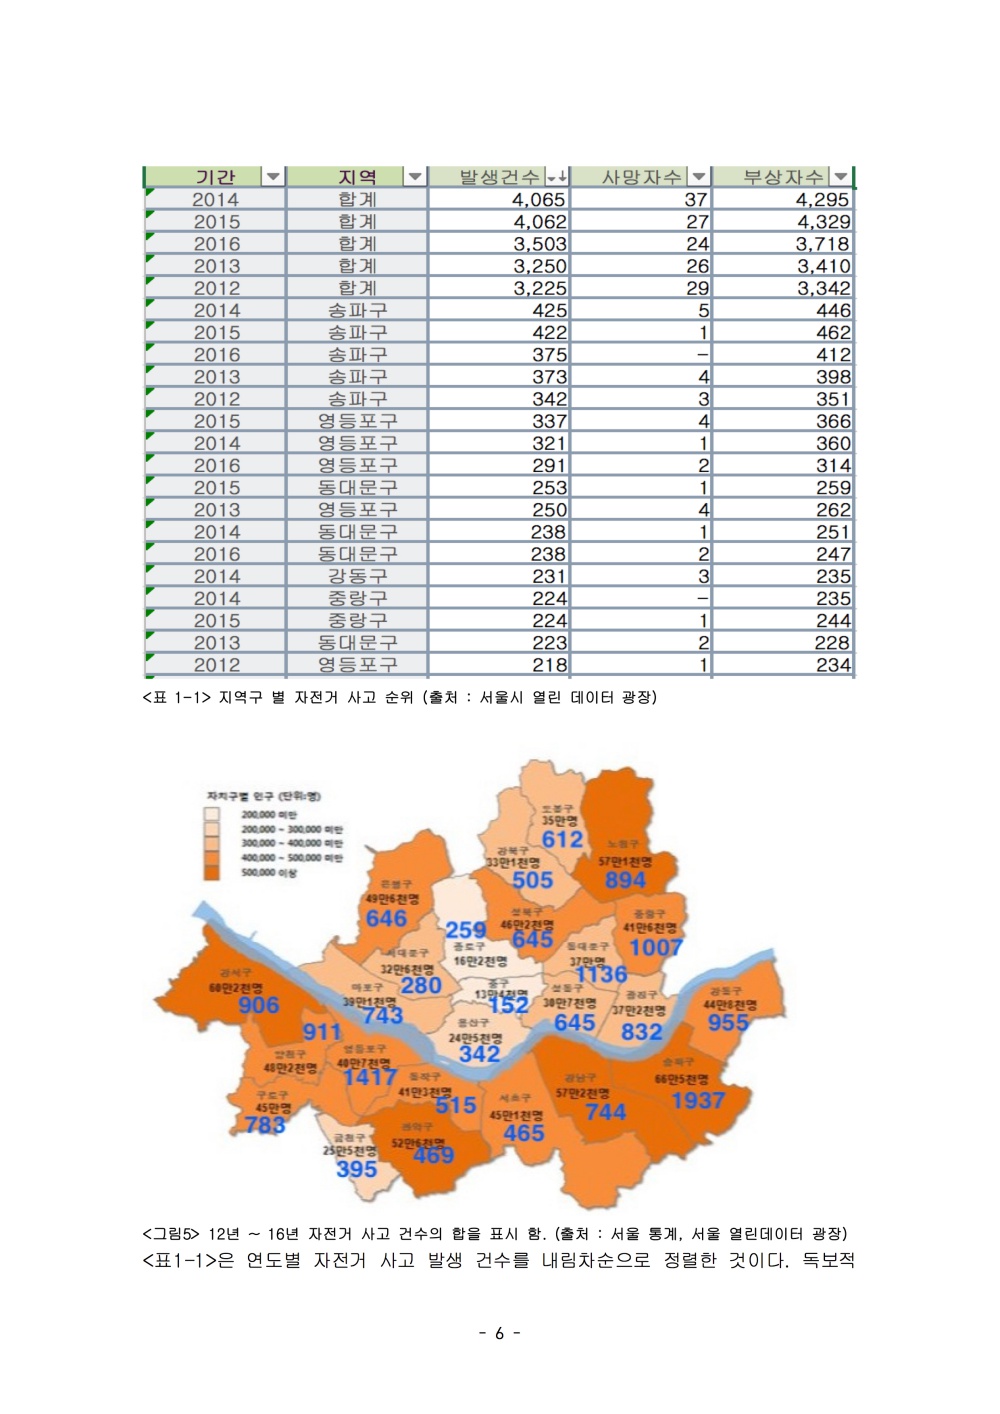 기간 지역 발생건수 사망자수 부상자수
2014 합계 4,065 37 4,295
2015 합계 4,062 27 4,329
2016 합계 3,503 24 3,718
2013 합계 3,250 26 3,410
2012 합계 3,225 29 3,342
2014 송파구 425 5 446
2015 송파구 422 1 462
2016 송파구 375 – 412
2013 송파구 373 4 398
2012 송파구 342 3 351
2015 영등포구 337 4 366
2014 영등포구 321 1 360
2016 영등포구 291 2 314
2015 동대문구 253 1 259
2013 영등포구 250 4 262
2014 동대문구 238 1 251
2016 동대문구 238 2 247
2014 강동구 231 3 235
2014 중랑구 224 – 235
2015 중랑구 224 1 244
2013 동대문구 223 2 228
2012 영등포구 218 1 234
<표 1-1> 지역구 별 자전거 사고 순위 (출처 : 서울시 열린 데이터 광장)
자치구별 인구 (단위:명)
200,000 미만
200,000 ~ 300,000 미만
300,000 ~ 400,000 미만
400,000 ~ 500,000 미만
500,000 이상
도봉구
35만명
612
노원구
57만1천명
894
강북구
33만1천명
505
은평구
49만6천명
646
성북구
46만2천명
645
중랑구
41만6천명
1007
259
종로구
16만2천명
동대문구
37만명
1136
서대문구
32만6천명
280
강서구
60만2천명
906
마포구
39만1천명
743
중구
13만4천명
152
성동구
30만7천명
645
광진구
37만2천명
832
강동구
44만8천명
955
911
양천구
48만2천명
용산구
24만5천명
342
영등포구
40만7천명
1417
동작구
41만3천명
515
구로구
45만명
783
금천구
25만5천명
395
관악구
52만6천명
469
서초구
45만1천명
465
강남구
57만2천명
744
송파구
66만5천명
1937
<그림5> 12년 ~ 16년 자전거 사고 건수의 합을 표시 함. (출처 : 서울 통계, 서울 열린데이터 광장)
<표1-1>은 연도별 자전거 사고 발생 건수를 내림차순으로 정렬한 것이다. 독보적
- 6 -